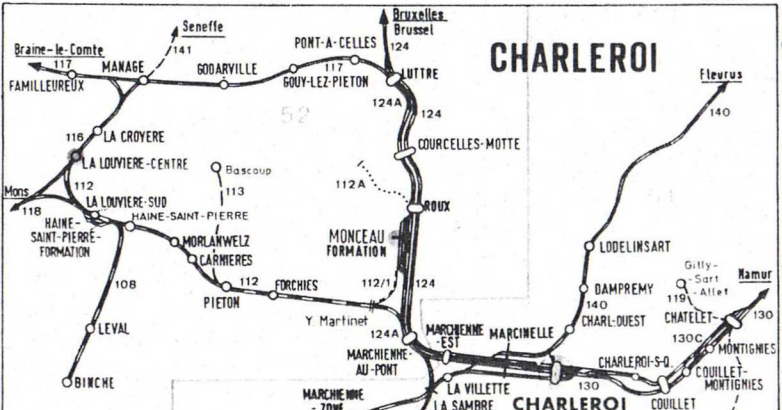 Bruxelles
Brussel
Seneffe
CHARLEROI
Braine-le-Comte
MANAGE
141
PONT-A-CELLES
124
117
FAMILLEUREUX
GODARVILLE
117
GOUY-LEZ-PIETON
LUTTRE
Fleurus
124A
124
140
52
116
LA CROYERE
COURCELLES-MOTTE
LA LOUVIERE-CENTRE
Bascoup
112
113
112A
Mons
118
LA LOUVIERE-SUD
HAINE-SAINT-PIERRE
ROUX
HAINE-
SAINT-PIERRE-
FORMATION
MORLANWELZ
MONCEAU
FORMATION
LODELINSART
CARNIERES
Gilly-
Sart-
Allet
Namur
108
112
FORCHIES
112/1
124
DAMPREMY
119
PIETON
140
CHATELET
130
Y. Martinet
CHARL-OUEST
LEVAL
124A
MARCHIENNE
-EST
MARCINELLE
130C
MONTIGNIES
MARCHIENNE-
AU-PONT
CHARLEROI-S-Q.
COUILLET-
MONTIGNIES
BINCHE
130
LA VILLETTE
MARCHIENNE
-ZONE
LA SAMBRE
CHARLEROI
COUILLET